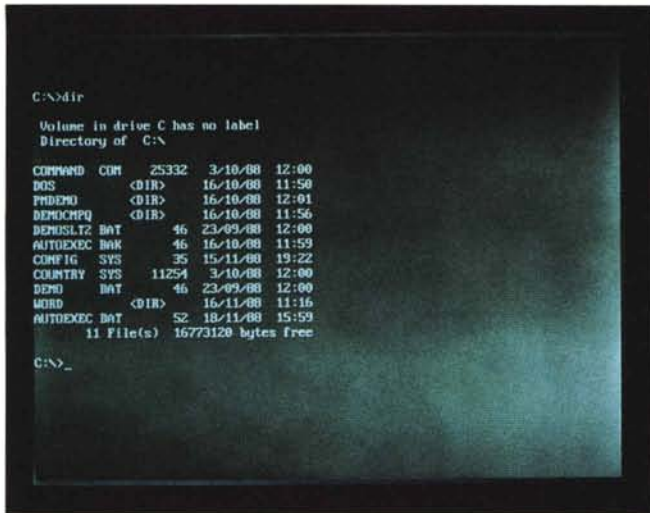 C:\>dir
Volume in drive C has no label
Directory of C:\
COMMAND COM 25332 3/10/88 12:00
DOS <DIR> 16/10/88 11:50
PMDEMO <DIR> 16/10/88 12:01
DEMOCMPQ <DIR> 16/10/88 11:56
DEMOSLT2 BAT 46 23/09/88 12:00
AUTOEXEC BAK 46 16/10/88 11:59
CONFIG SYS 35 15/11/88 19:22
COUNTRY SYS 11254 3/10/88 12:00
DEMO BAT 46 23/09/88 12:00
WORD <DIR> 16/11/88 11:16
AUTOEXEC BAT 52 18/11/88 15:59
11 File(s) 16773120 bytes free
C:\>_